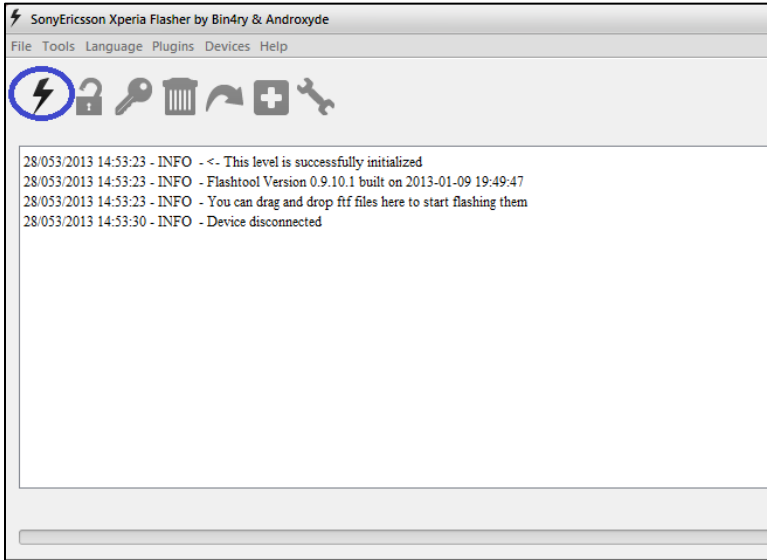 SonyEricsson Xperia Flasher by Bin4ry & Androxyde
File Tools Language Plugins Devices Help
28/053/2013 14:53:23 - INFO - <- This level is successfully initialized
28/053/2013 14:53:23 - INFO - Flashtool Version 0.9.10.1 built on 2013-01-09 19:49:47
28/053/2013 14:53:23 - INFO - You can drag and drop ftf files here to start flashing them
28/053/2013 14:53:30 - INFO - Device disconnected